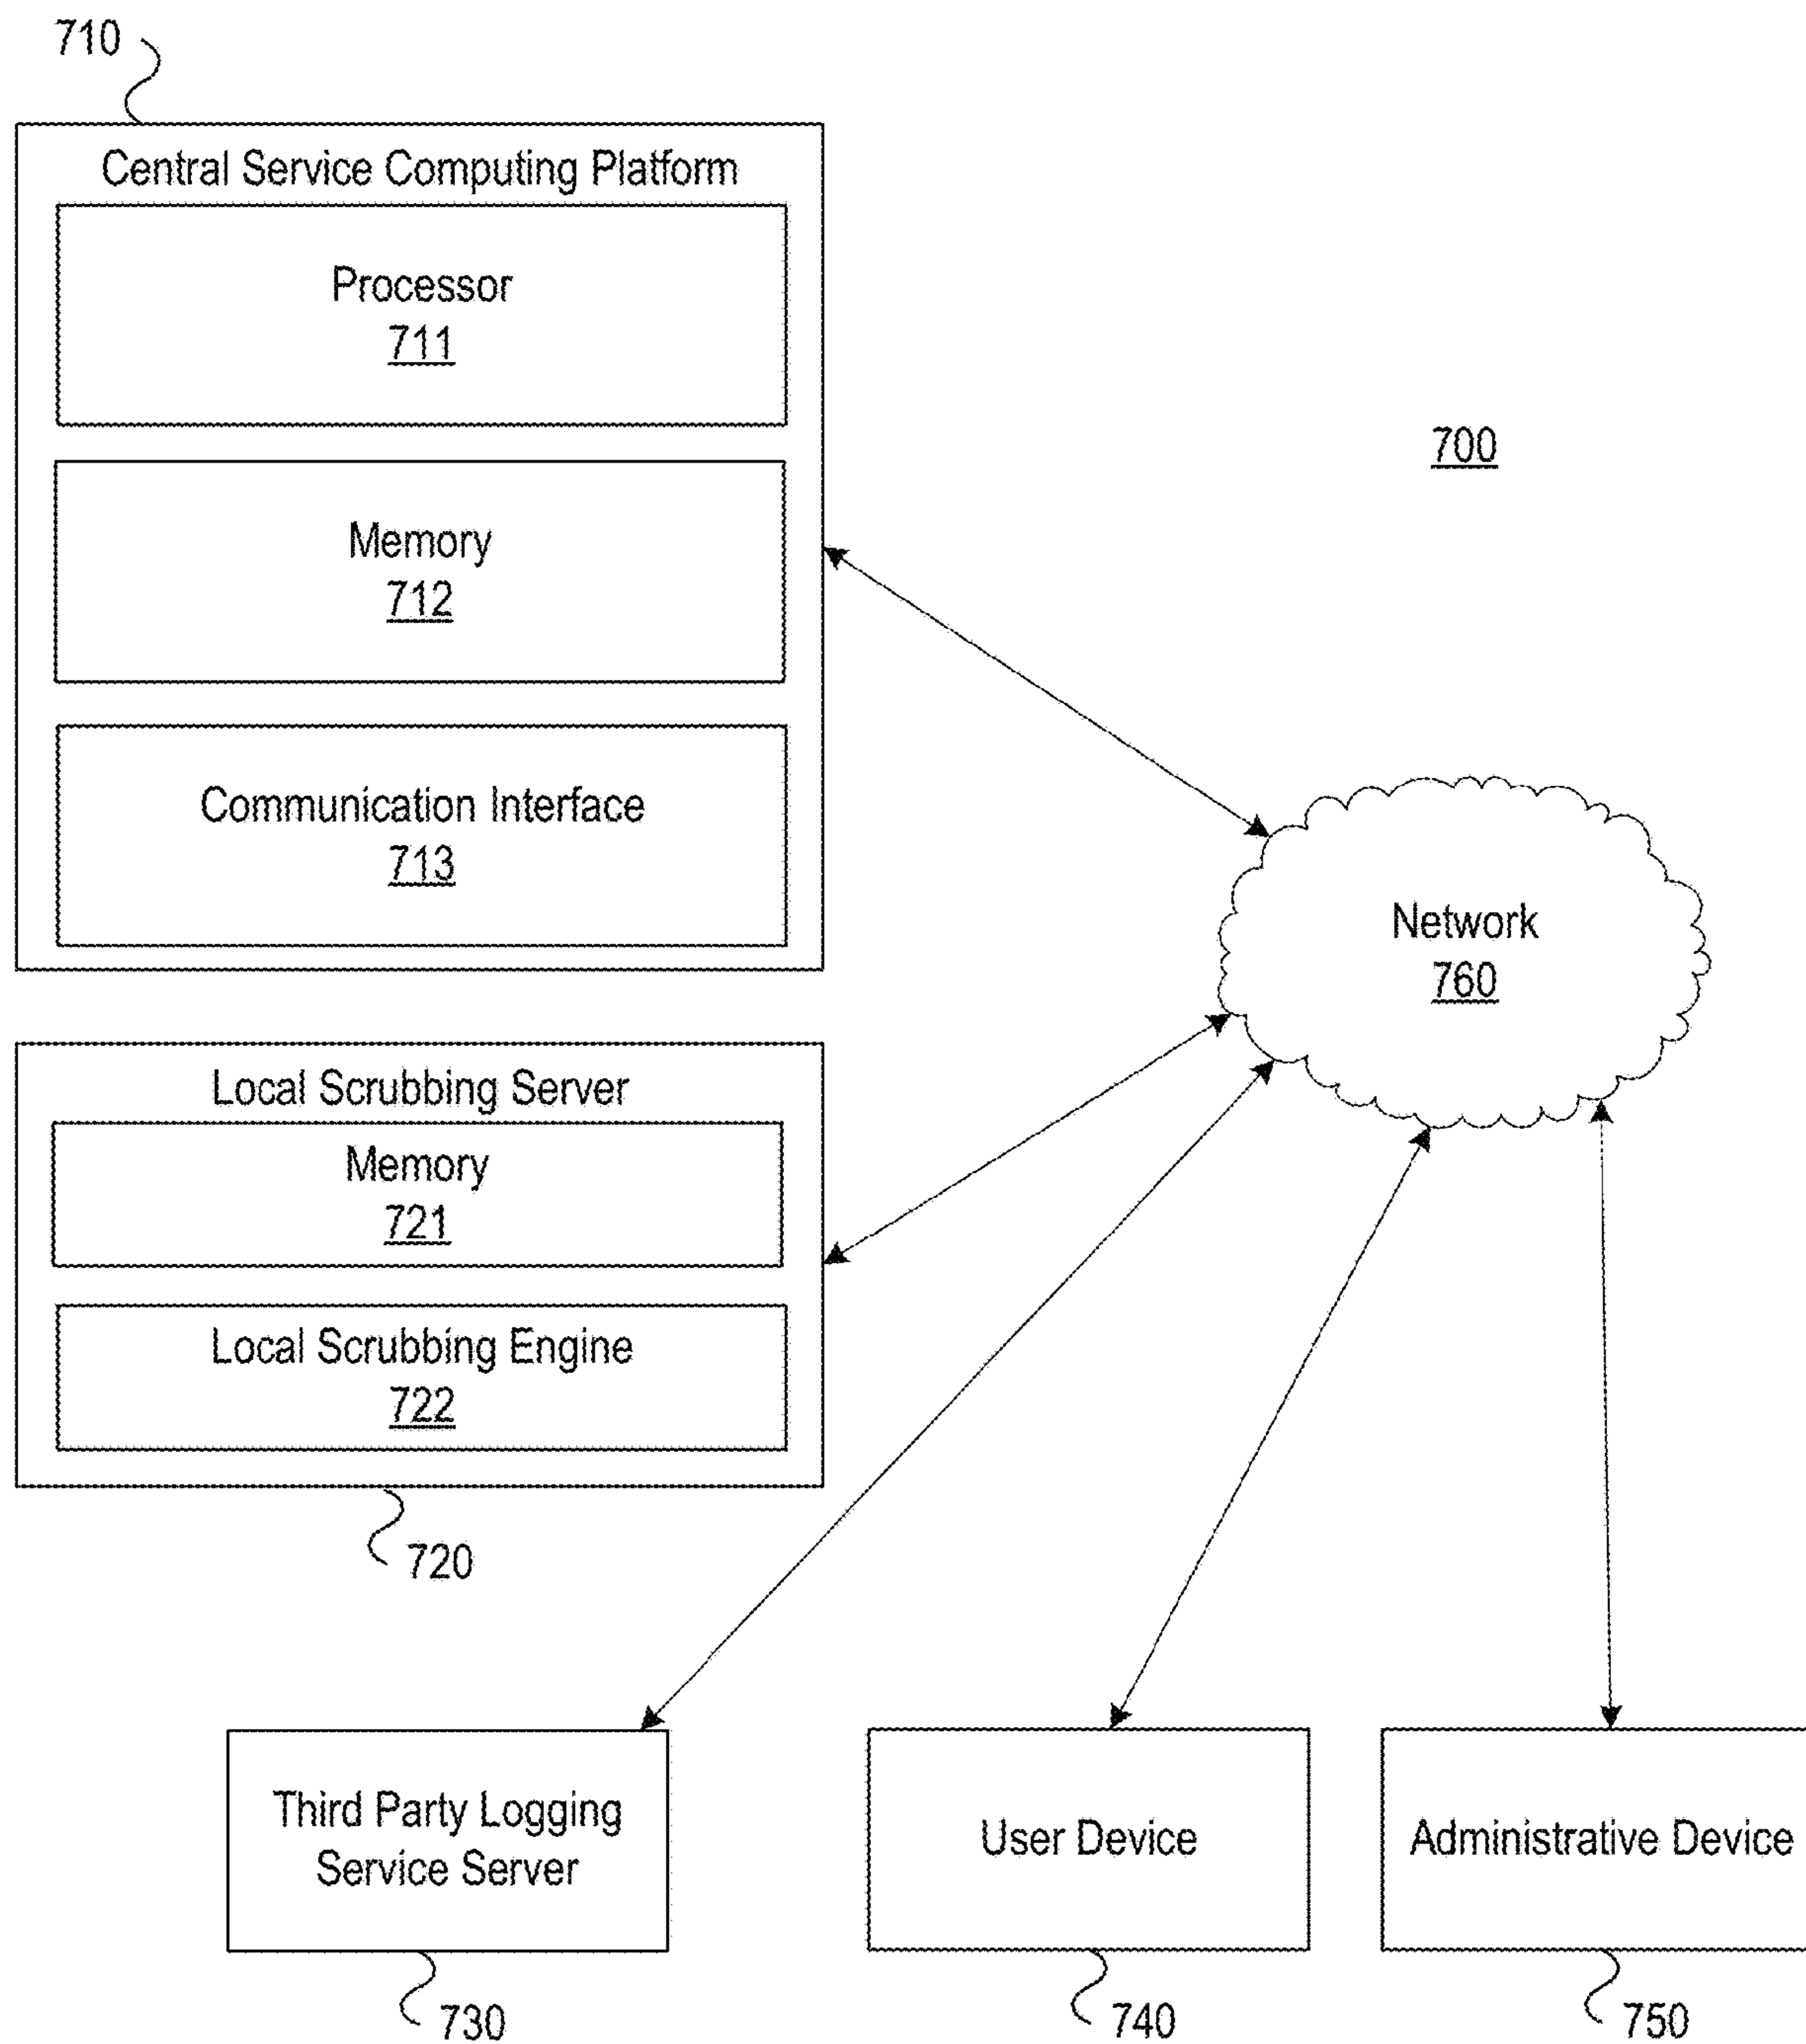 710
Central Service Computing Platform
Processor
711
Memory
712
Communication Interface
713
700
Network
760
Local Scrubbing Server
Memory
721
Local Scrubbing Engine
722
720
Third Party Logging
Service Server
730
User Device
740
Administrative Device
750